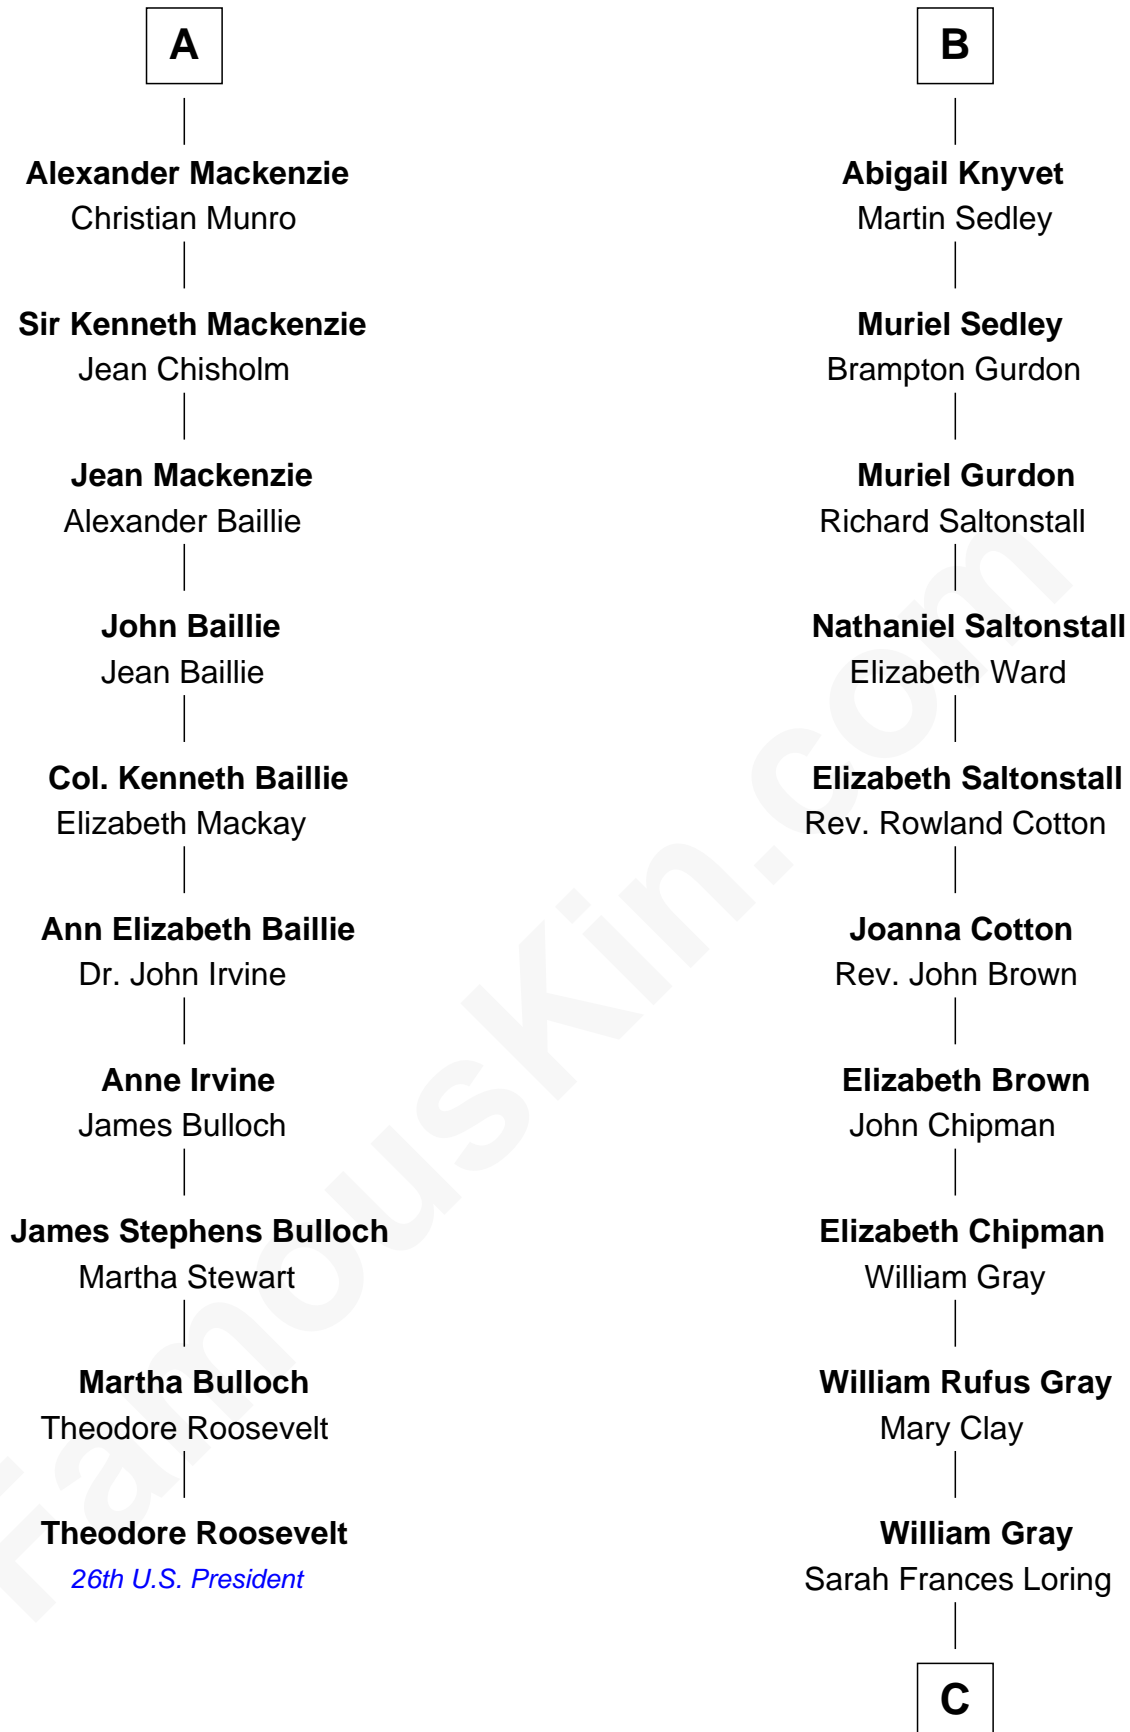 A
Alexander Mackenzie
Christian Munro
Sir Kenneth Mackenzie
Jean Chisholm
Jean Mackenzie
Alexander Baillie
John Baillie
Jean Baillie
Col. Kenneth Baillie
Elizabeth Mackay
Ann Elizabeth Baillie
Dr. John Irvine
Anne Irvine
James Bulloch
James Stephens Bulloch
Martha Stewart
Martha Bulloch
Theodore Roosevelt
Theodore Roosevelt
26th U.S. President
B
Abigail Knyvet
Martin Sedley
Muriel Sedley
Brampton Gurdon
Muriel Gurdon
Richard Saltonstall
Nathaniel Saltonstall
Elizabeth Ward
Elizabeth Saltonstall
Rev. Rowland Cotton
Joanna Cotton
Rev. John Brown
Elizabeth Brown
John Chipman
Elizabeth Chipman
William Gray
William Rufus Gray
Mary Clay
William Gray
Sarah Frances Loring
C
FamousKin.com